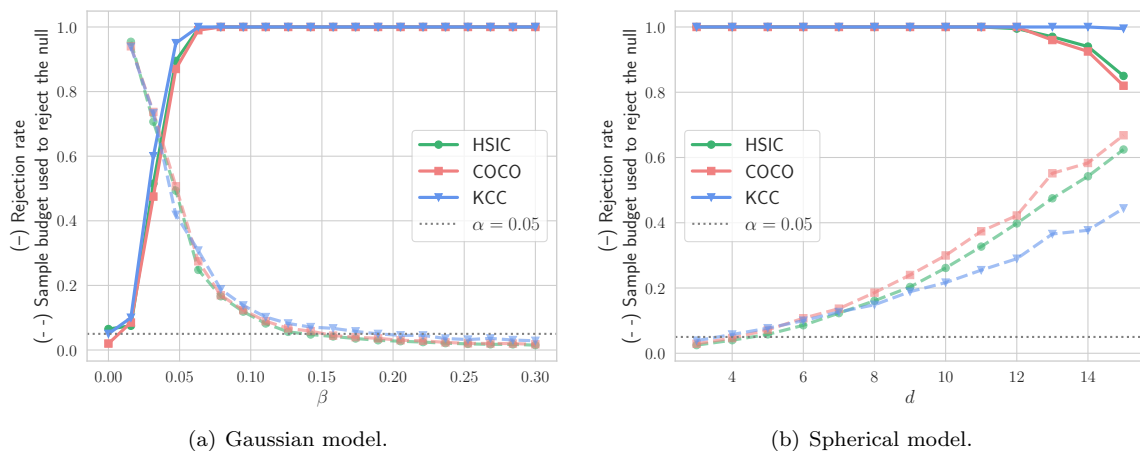 (−) Rejection rate
(- -) Sample budget used to reject the null
1.0
0.8
0.6
0.4
0.2
0.0
HSIC
COCO
KCC
α = 0.05
0.00 0.05 0.10 0.15 0.20 0.25 0.30
β
(a) Gaussian model.
(−) Rejection rate
(- -) Sample budget used to reject the null
1.0
0.8
0.6
0.4
0.2
0.0
HSIC
COCO
KCC
α = 0.05
4 6 8 10 12 14
d
(b) Spherical model.